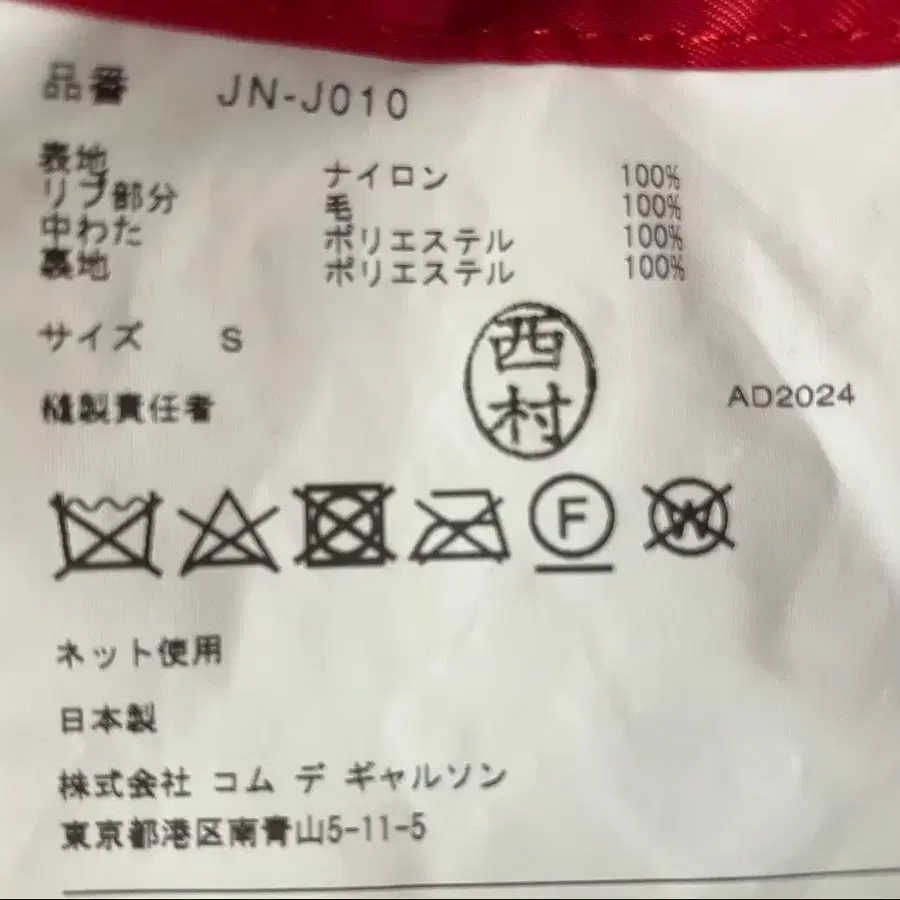 品番 JN-J010
表地 ナイロン 100%
リブ部分 毛 100%
中わた ポリエステル 100%
裏地 ポリエステル 100%
サイズ S
西村
縫製責任者
AD2024
F W
ネット使用
日本製
株式会社 コム デ ギャルソン
東京都港区南青山5-11-5